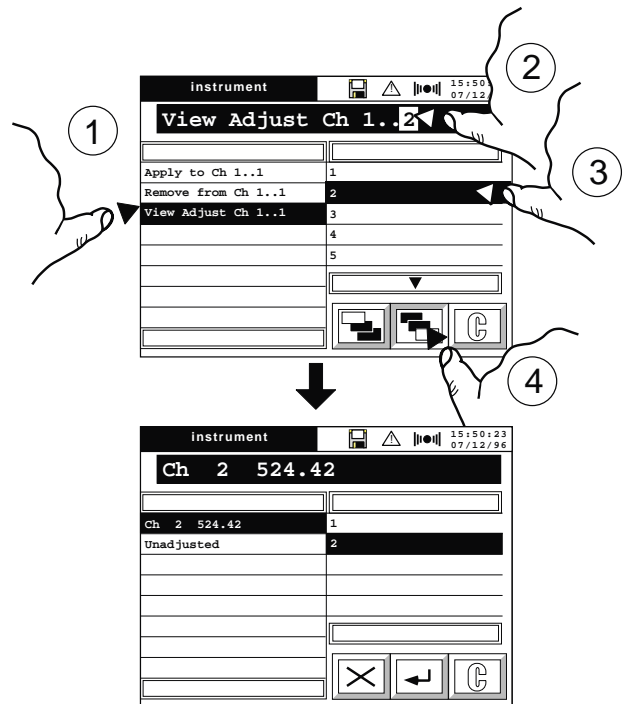 instrument 15:50:
07/12/
View Adjust Ch 1..2
Apply to Ch 1..1 1
Remove from Ch 1..1 2
View Adjust Ch 1..1 3
4
5
C
1
2
3
4
instrument 15:50:23
07/12/96
Ch 2 524.42
Ch 2 524.42 1
Unadjusted 2
C